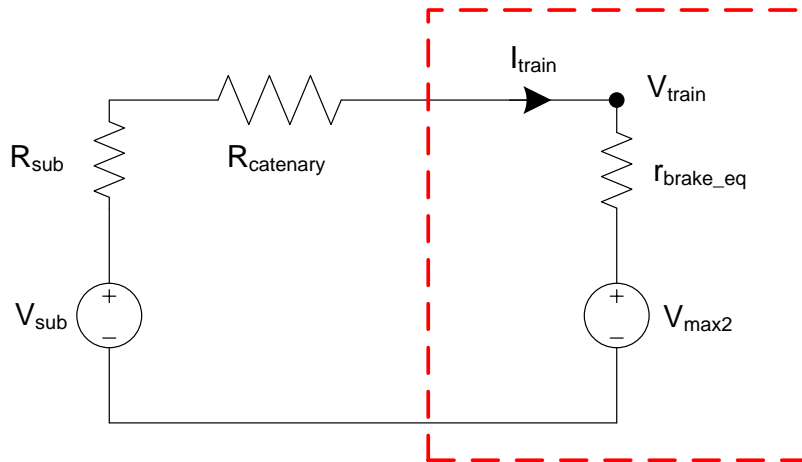 I_train
V_train
R_sub
R_catenary
r_brake_eq
V_sub
+
−
+
−
V_max2